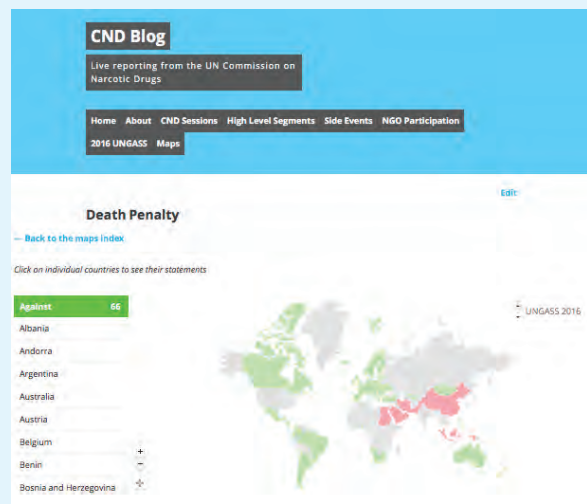 CND Blog
Live reporting from the UN Commission on
Narcotic Drugs
Home About CND Sessions High Level Segments Side Events NGO Participation
2016 UNGASS Maps
Edit
Death Penalty
← Back to the maps index
Click on individual countries to see their statements
Against 66
Albania
Andorra
Argentina
Australia
Austria
Belgium
Benin
Bosnia and Herzegovina
+
−
UNGASS 2016